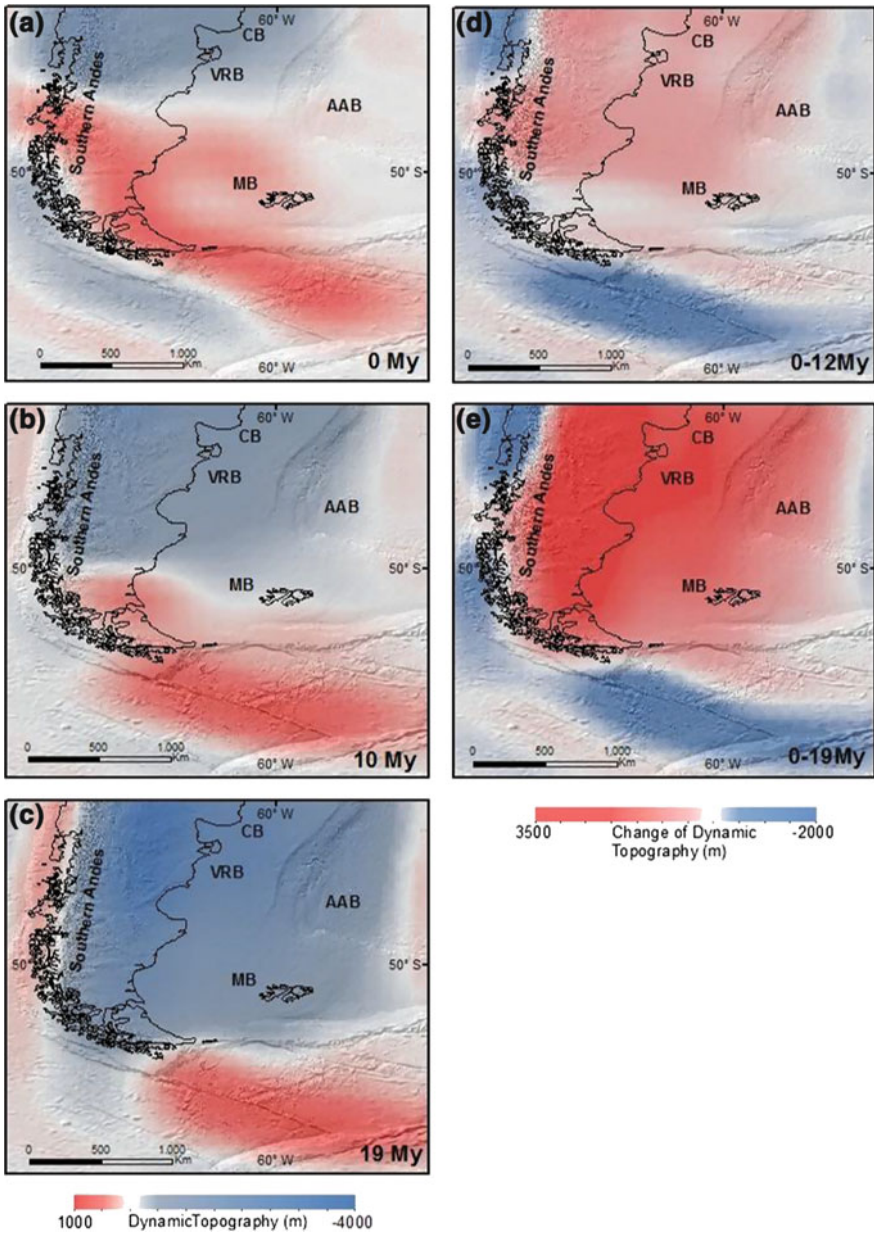 (a)
60° W
CB
VRB
AAB
Southern Andes
50°
50° S
MB
0 500 1.000
Km
60° W
0 My
(d)
60° W
CB
VRB
AAB
Southern Andes
50°
50° S
MB
0 500 1.000
Km
60° W
0-12My
(b)
60° W
CB
VRB
AAB
Southern Andes
50°
50° S
MB
0 500 1.000
Km
60° W
10 My
(e)
60° W
CB
VRB
AAB
Southern Andes
50°
50° S
MB
0 500 1.000
Km
60° W
0-19My
3500 Change of Dynamic -2000
Topography (m)
(c)
60° W
CB
VRB
AAB
Southern Andes
50°
50° S
MB
0 500 1.000
Km
60° W
19 My
1000 DynamicTopography (m) -4000